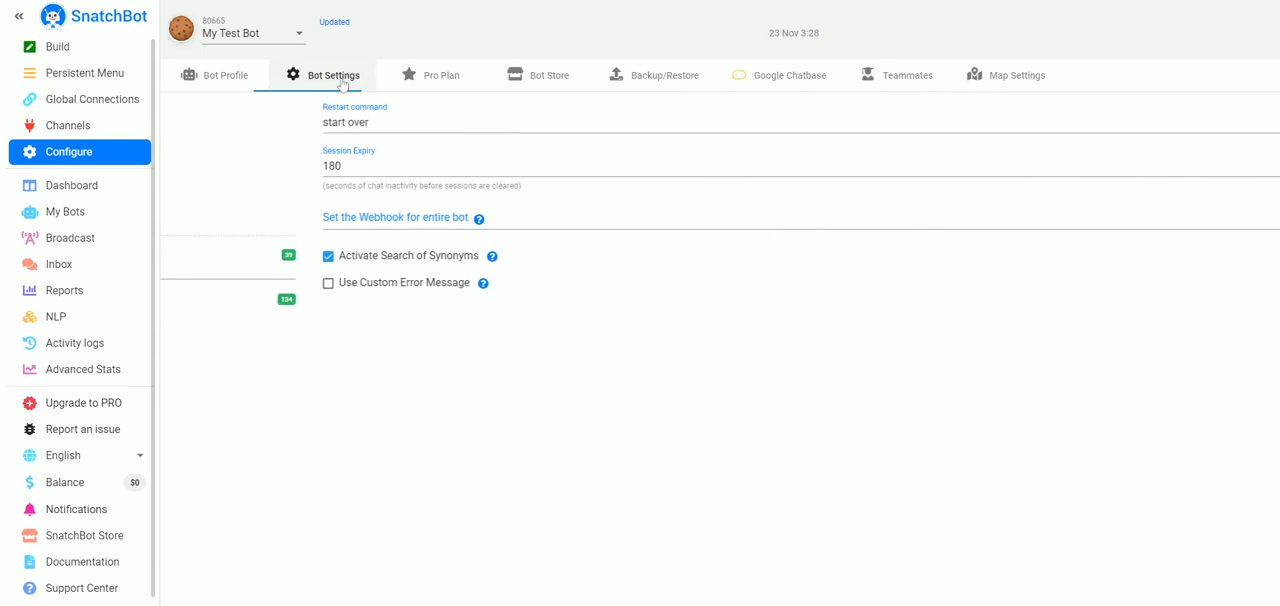 SnatchBot
Build
Persistent Menu
Global Connections
Channels
Configure
Dashboard
My Bots
Broadcast
Inbox
Reports
NLP
Activity logs
Advanced Stats
Upgrade to PRO
Report an issue
English
Balance $0
Notifications
SnatchBot Store
Documentation
Support Center
80665
My Test Bot
Updated
23 Nov 3:28
Bot Profile
Bot Settings
Pro Plan
Bot Store
Backup/Restore
Google Chatbase
Teammates
Map Settings
39
134
Restart command
start over
Session Expiry
180
(seconds of chat inactivity before sessions are cleared)
Set the Webhook for entire bot ?
Activate Search of Synonyms ?
Use Custom Error Message ?